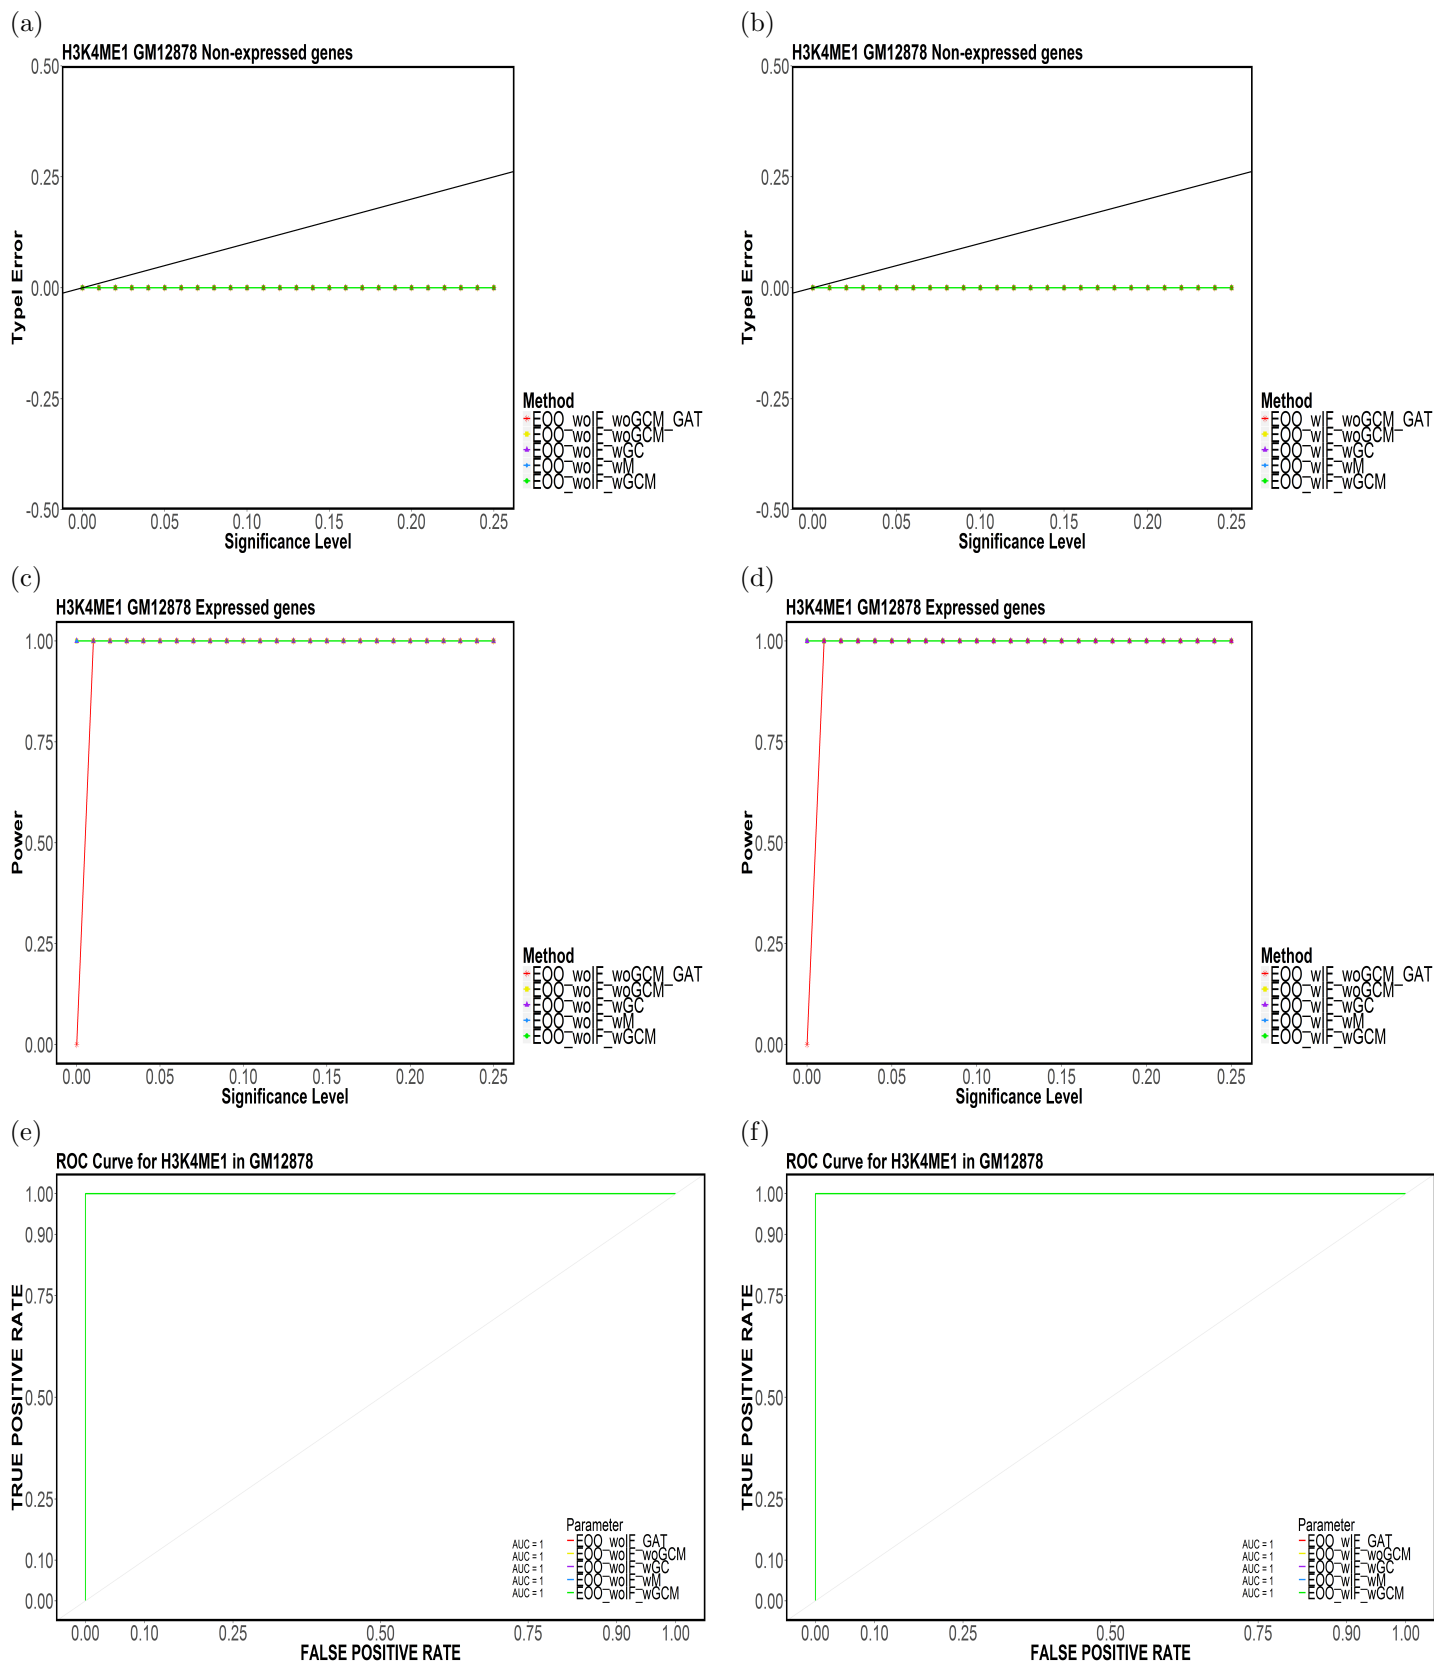 (a)
H3K4ME1 GM12878 Non-expressed genes
0.50
0.25
0.00
-0.25
-0.50
TypeI Error
0.00 0.05 0.10 0.15 0.20 0.25
Significance Level
Method
EOO_woIF_woGCM_GAT
EOO_woIF_woGCM
EOO_woIF_wGC
EOO_woIF_wM
EOO_woIF_wGCM
(b)
H3K4ME1 GM12878 Non-expressed genes
0.50
0.25
0.00
-0.25
-0.50
TypeI Error
0.00 0.05 0.10 0.15 0.20 0.25
Significance Level
Method
EOO_wIF_woGCM_GAT
EOO_wIF_woGCM
EOO_wIF_wGC
EOO_wIF_wM
EOO_wIF_wGCM
(c)
H3K4ME1 GM12878 Expressed genes
1.00
0.75
0.50
0.25
0.00
Power
0.00 0.05 0.10 0.15 0.20 0.25
Significance Level
Method
EOO_woIF_woGCM_GAT
EOO_woIF_woGCM
EOO_woIF_wGC
EOO_woIF_wM
EOO_woIF_wGCM
(d)
H3K4ME1 GM12878 Expressed genes
1.00
0.75
0.50
0.25
0.00
Power
0.00 0.05 0.10 0.15 0.20 0.25
Significance Level
Method
EOO_wIF_woGCM_GAT
EOO_wIF_woGCM
EOO_wIF_wGC
EOO_wIF_wM
EOO_wIF_wGCM
(e)
ROC Curve for H3K4ME1 in GM12878
1.00
0.90
0.75
0.50
0.25
0.10
0.00
TRUE POSITIVE RATE
0.00 0.10 0.25 0.50 0.75 0.90 1.00
FALSE POSITIVE RATE
Parameter
AUC = 1 EOO_woIF_GAT
AUC = 1 EOO_woIF_woGCM
AUC = 1 EOO_woIF_wGC
AUC = 1 EOO_woIF_wM
AUC = 1 EOO_woIF_wGCM
(f)
ROC Curve for H3K4ME1 in GM12878
1.00
0.90
0.75
0.50
0.25
0.10
0.00
TRUE POSITIVE RATE
0.00 0.10 0.25 0.50 0.75 0.90 1.00
FALSE POSITIVE RATE
Parameter
AUC = 1 EOO_wIF_GAT
AUC = 1 EOO_wIF_woGCM
AUC = 1 EOO_wIF_wGC
AUC = 1 EOO_wIF_wM
AUC = 1 EOO_wIF_wGCM